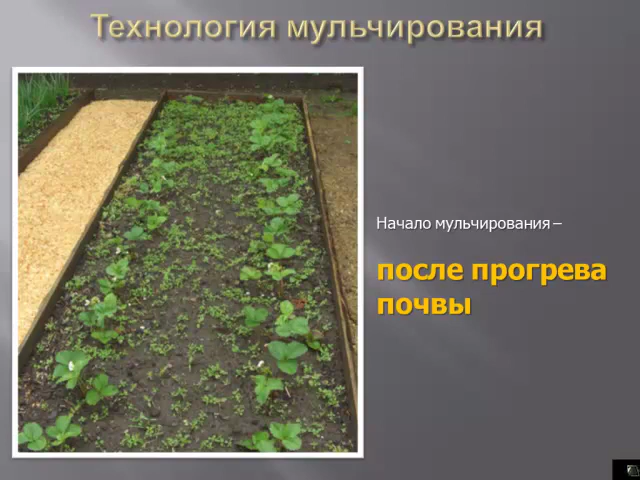 Технология мульчирования
Начало мульчирования –
после прогрева
почвы